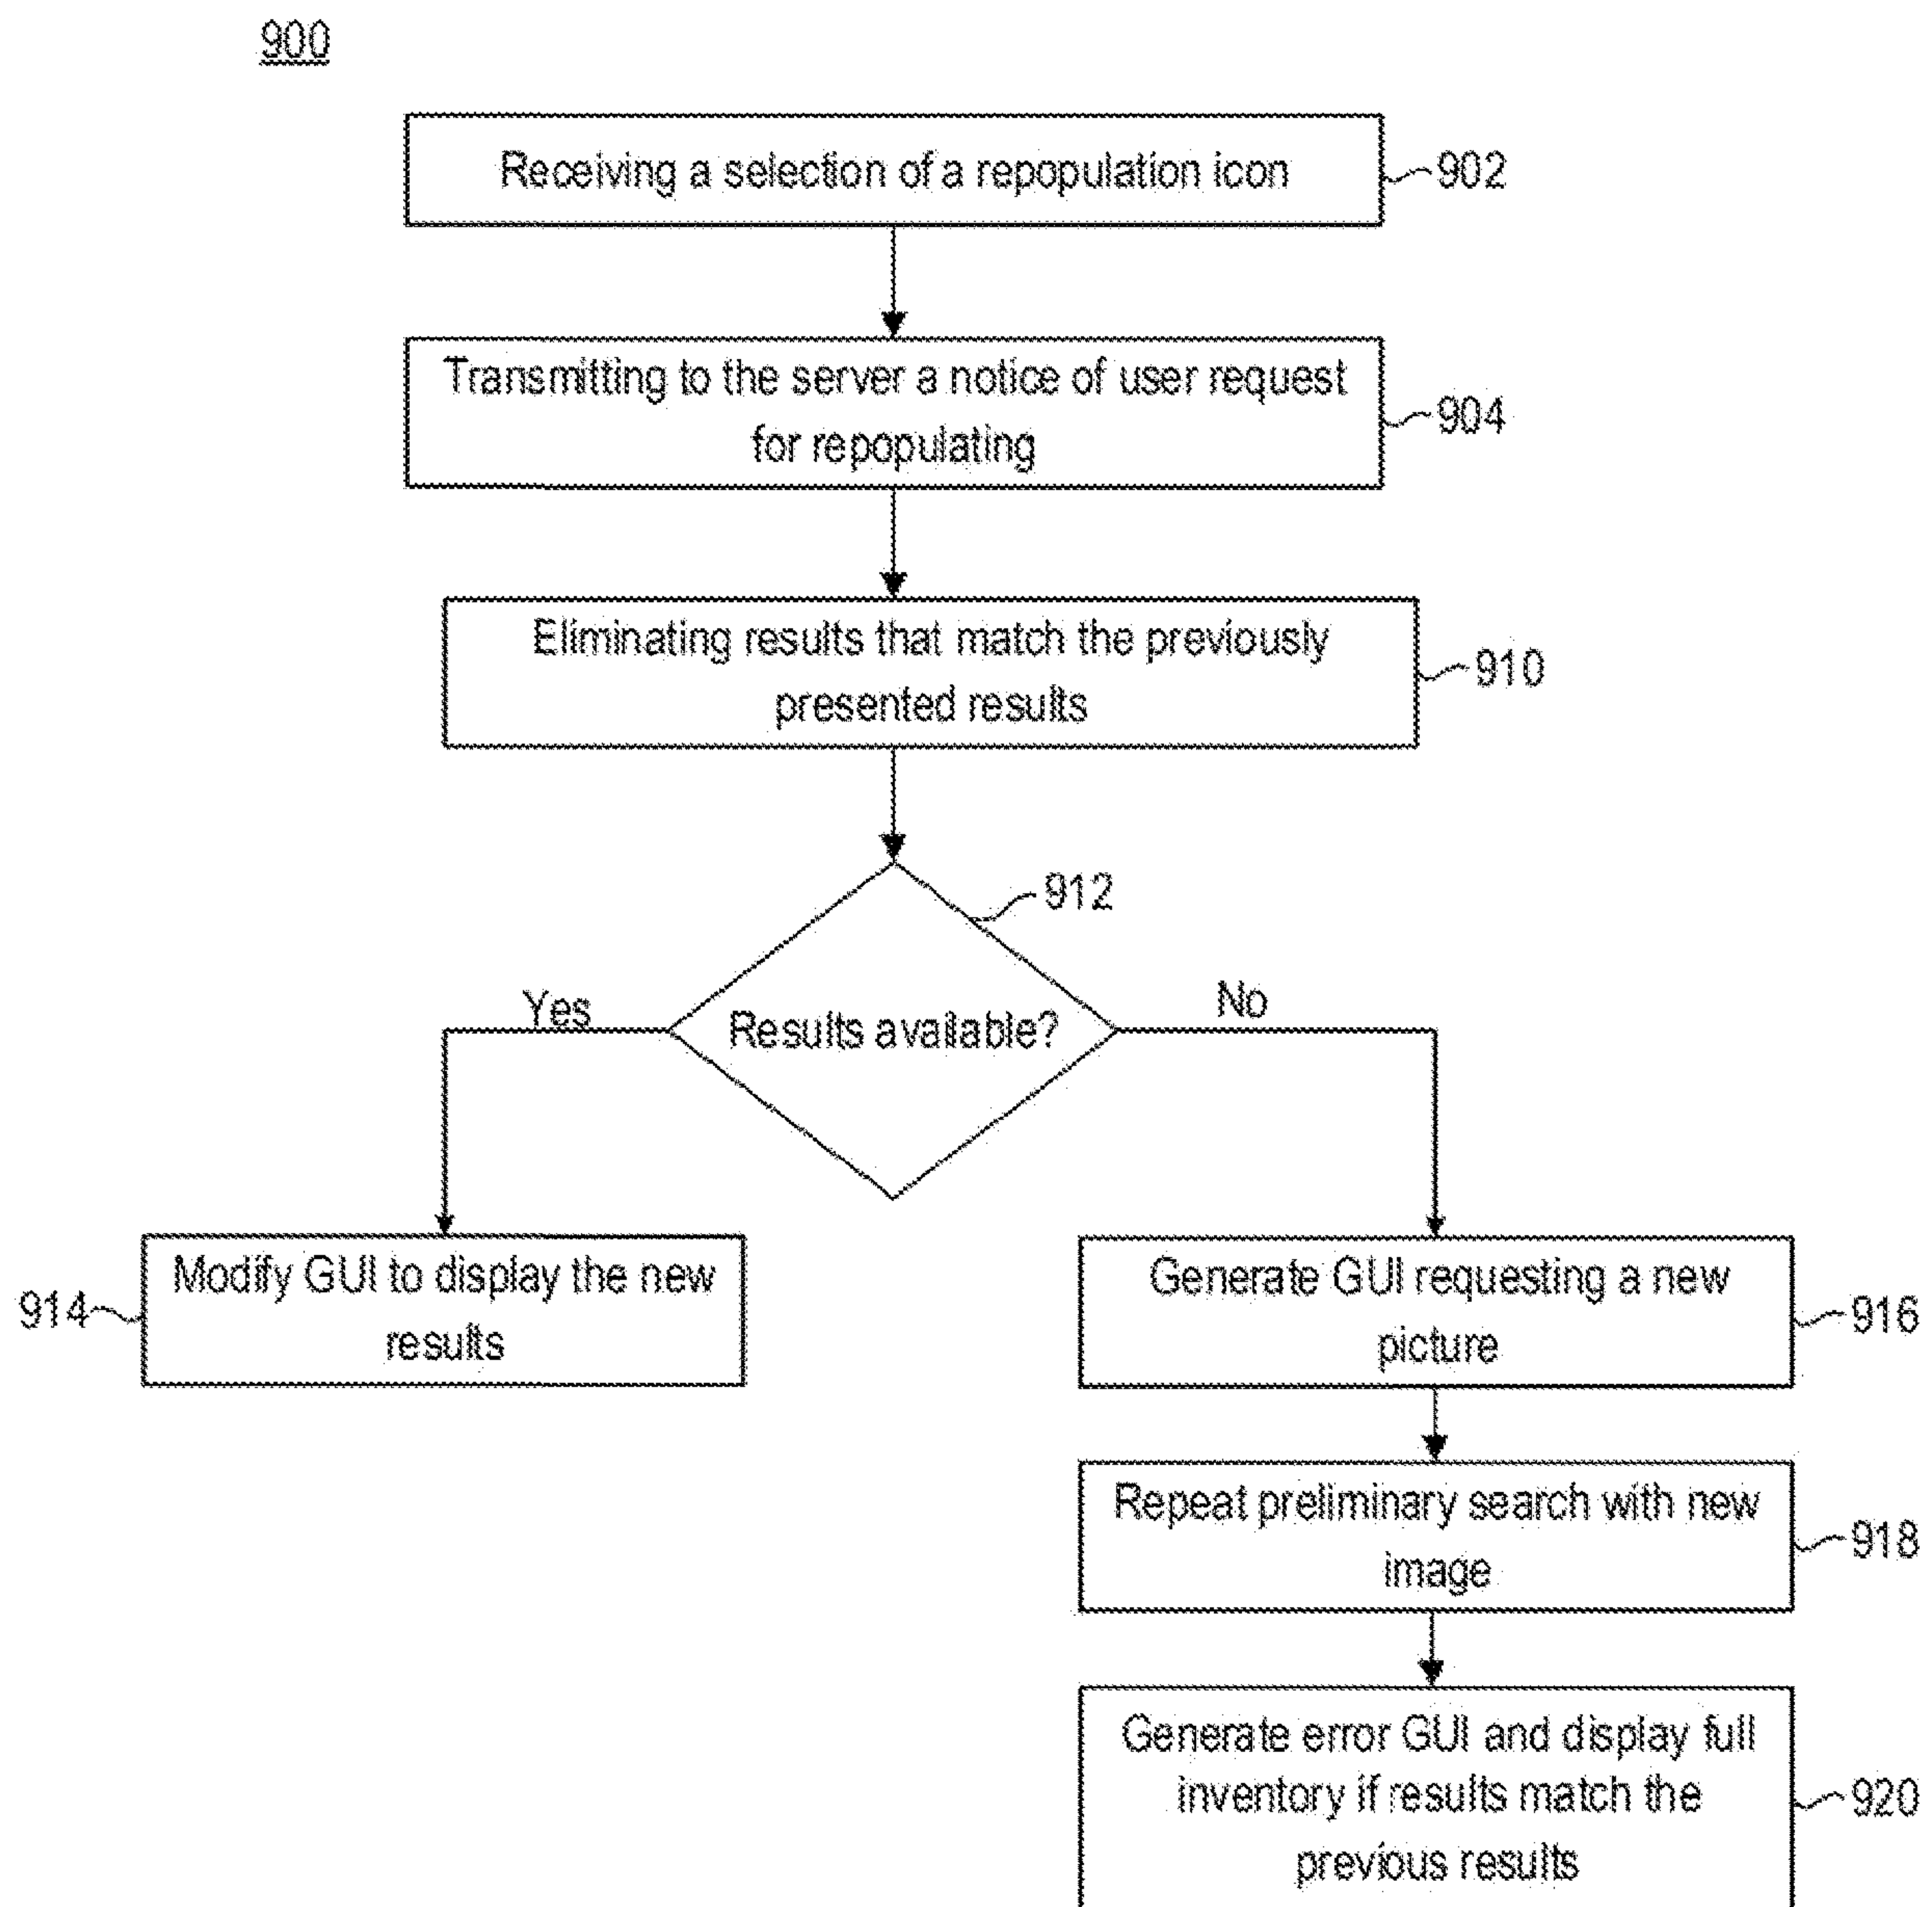 900
Receiving a selection of a repopulation icon
902
Transmitting to the server a notice of user request
for repopulating
904
Eliminating results that match the previously
presented results
910
912
Results available?
Yes
No
Modify GUI to display the new
results
914
Generate GUI requesting a new
picture
916
Repeat preliminary search with new
image
918
Generate error GUI and display full
inventory if results match the
previous results
920